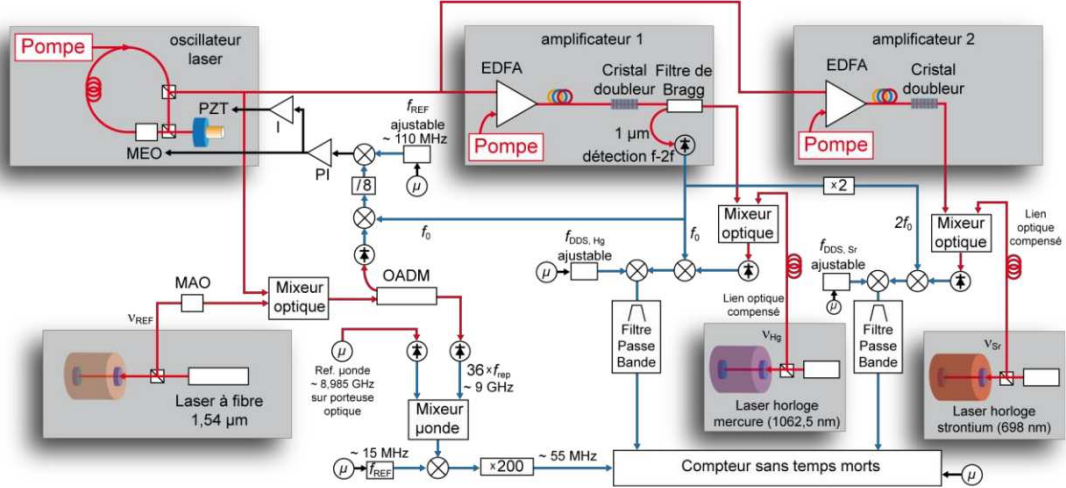 Pompe
oscillateur
laser
PZT
MEO
I
PI
f_REF
ajustable
~ 110 MHz
μ
/8
amplificateur 1
EDFA
Cristal
doubleur
Filtre de
Bragg
Pompe
1 μm
détection f-2f
amplificateur 2
EDFA
Cristal
doubleur
Pompe
×2
f_0
f_0
2f_0
Mixeur
optique
Lien optique
compensé
Mixeur
optique
Lien optique
compensé
f_DDS, Hg
ajustable
μ
f_DDS, Sr
ajustable
μ
MAO
ν_REF
Mixeur
optique
OADM
Laser à fibre
1,54 μm
μ
Ref. μonde
~ 8,985 GHz
sur porteuse
optique
36 × f_rep
~ 9 GHz
Mixeur
μonde
Filtre
Passe
Bande
ν_Hg
Laser horloge
mercure (1062,5 nm)
Filtre
Passe
Bande
ν_Sr
Laser horloge
strontium (698 nm)
~ 15 MHz
μ
f_REF
×200
~ 55 MHz
Compteur sans temps morts
μ